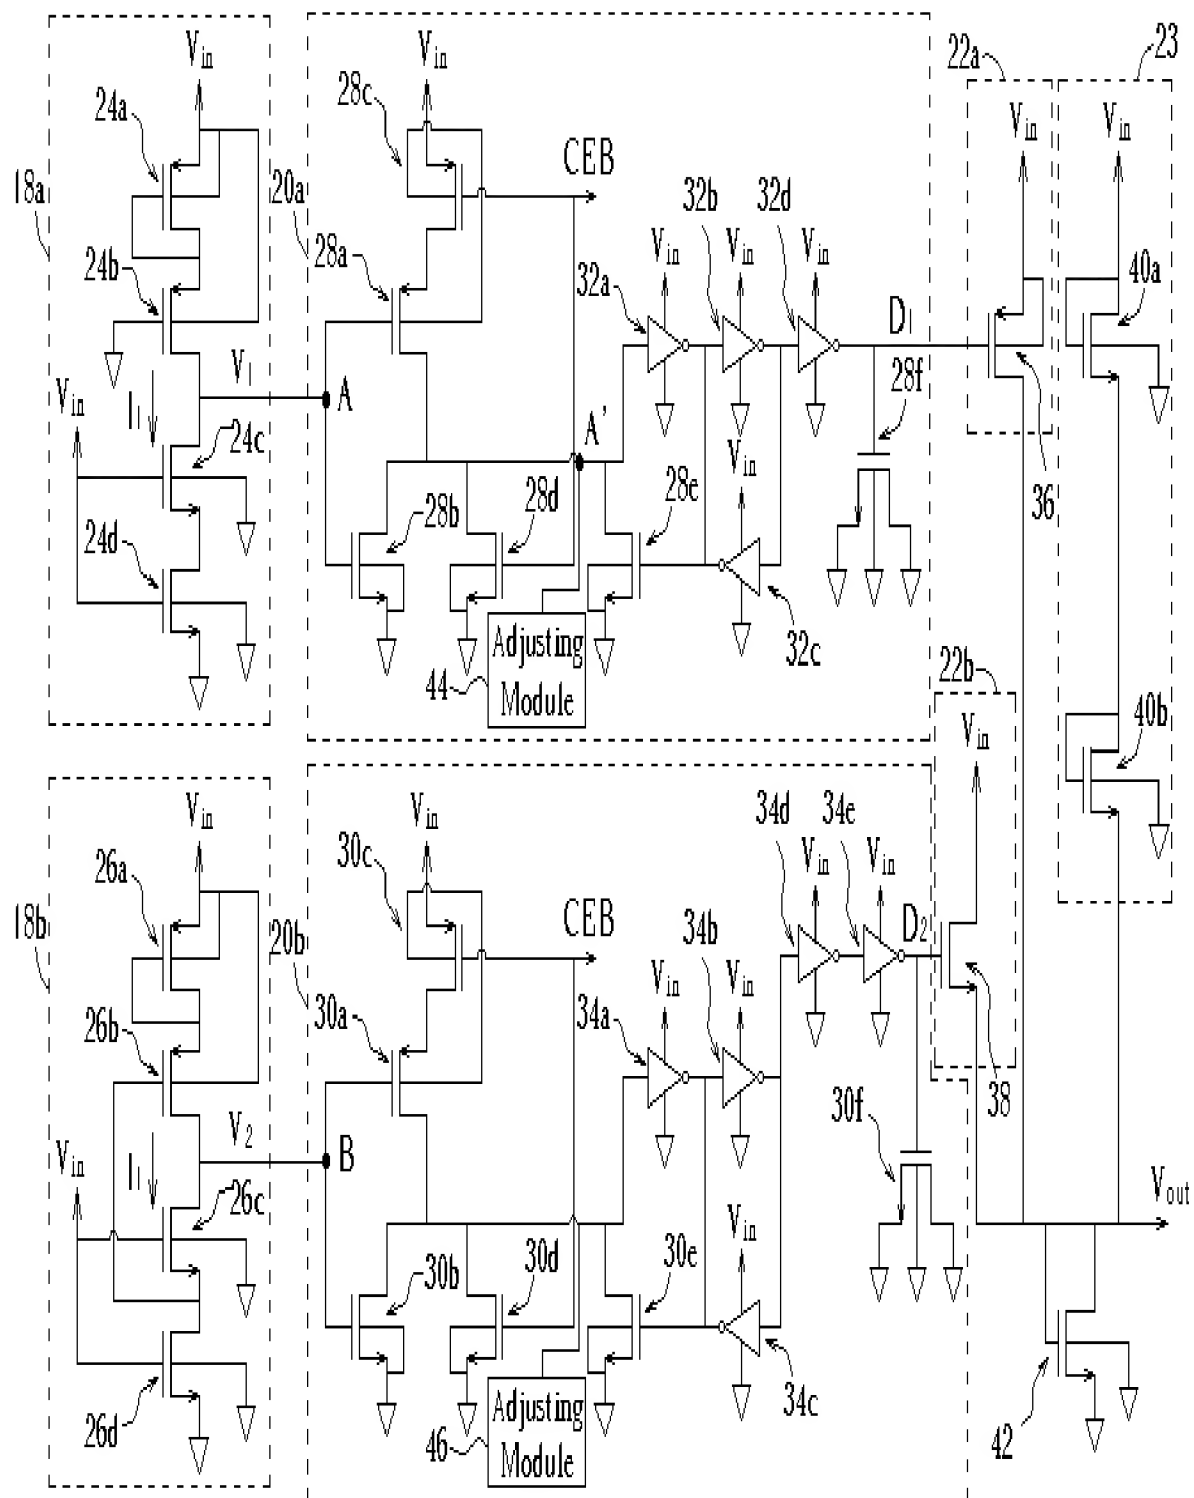 23
22a
Vin
Vin
Vin
Vin
24a
28c
18a
20a
CEB
24b
28a
32b
32d
Vin
Vin
Vin
32a
40a
V1
D1
Vin
I1
A
28f
24c
A'
Vin
36
24d
28b
28d
28e
Adjusting
Module
44
32c
22b
40b
Vin
Vin
Vin
34d
34e
26a
30c
Vin
Vin
18b
20b
CEB
D2
26b
30a
34b
Vin
Vin
34a
38
V2
30f
Vin
I1
B
Vout
26c
Vin
30b
30d
30e
26d
Adjusting
Module
46
34c
42